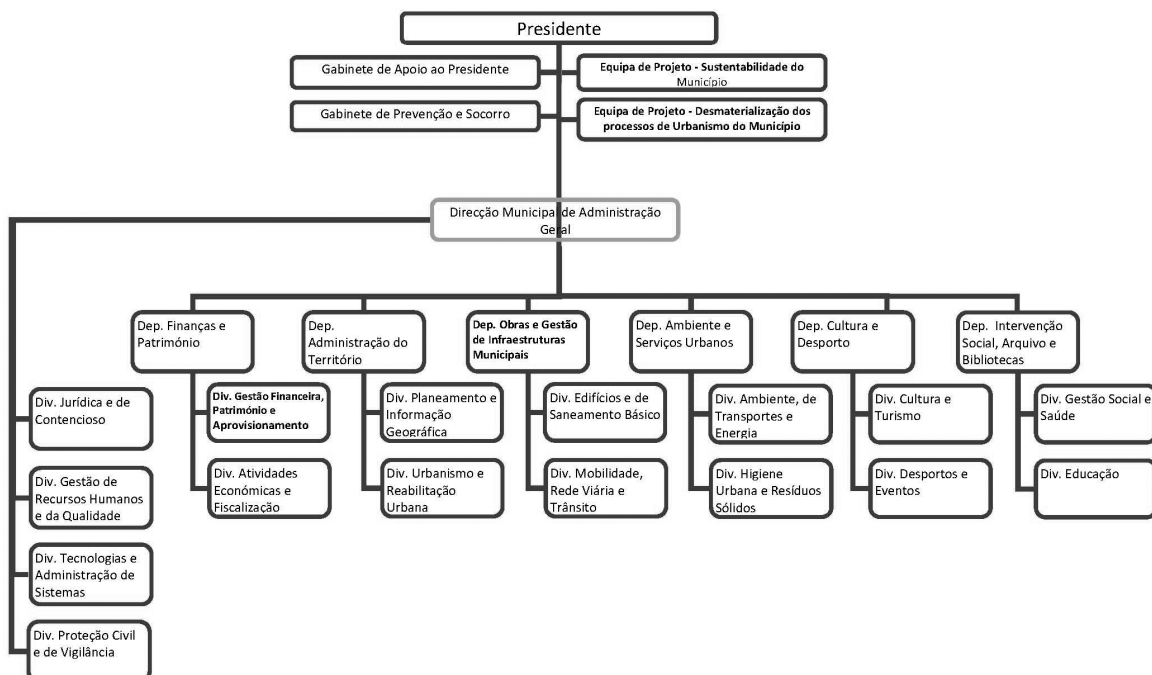 Presidente
Gabinete de Apoio ao Presidente
Equipa de Projeto - Sustentabilidade do
Município
Gabinete de Prevenção e Socorro
Equipa de Projeto - Desmaterialização dos
processos de Urbanismo do Município
Direcção Municipal de Administração
Geral
Dep. Finanças e
Património
Dep.
Administração do
Território
Dep. Obras e Gestão
de Infraestruturas
Municipais
Dep. Ambiente e
Serviços Urbanos
Dep. Cultura e
Desporto
Dep. Intervenção
Social, Arquivo e
Bibliotecas
Div. Jurídica e de
Contencioso
Div. Gestão Financeira,
Património e
Aprovisionamento
Div. Planeamento e
Informação
Geográfica
Div. Edifícios e de
Saneamento Básico
Div. Ambiente, de
Transportes e
Energia
Div. Cultura e
Turismo
Div. Gestão Social e
Saúde
Div. Gestão de
Recursos Humanos
e da Qualidade
Div. Atividades
Económicas e
Fiscalização
Div. Urbanismo e
Reabilitação
Urbana
Div. Mobilidade,
Rede Viária e
Trânsito
Div. Higiene
Urbana e Resíduos
Sólidos
Div. Desportos e
Eventos
Div. Educação
Div. Tecnologias e
Administração de
Sistemas
Div. Proteção Civil
e de Vigilância